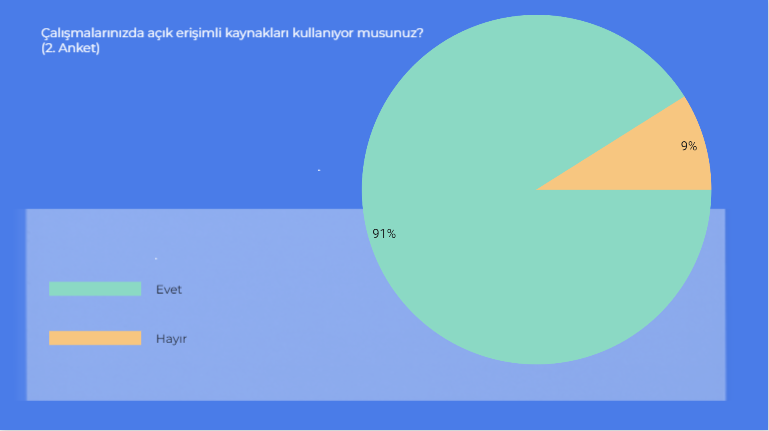 Çalışmalarınızda açık erişimli kaynakları kullanıyor musunuz?
(2. Anket)
9%
91%
Evet
Hayır